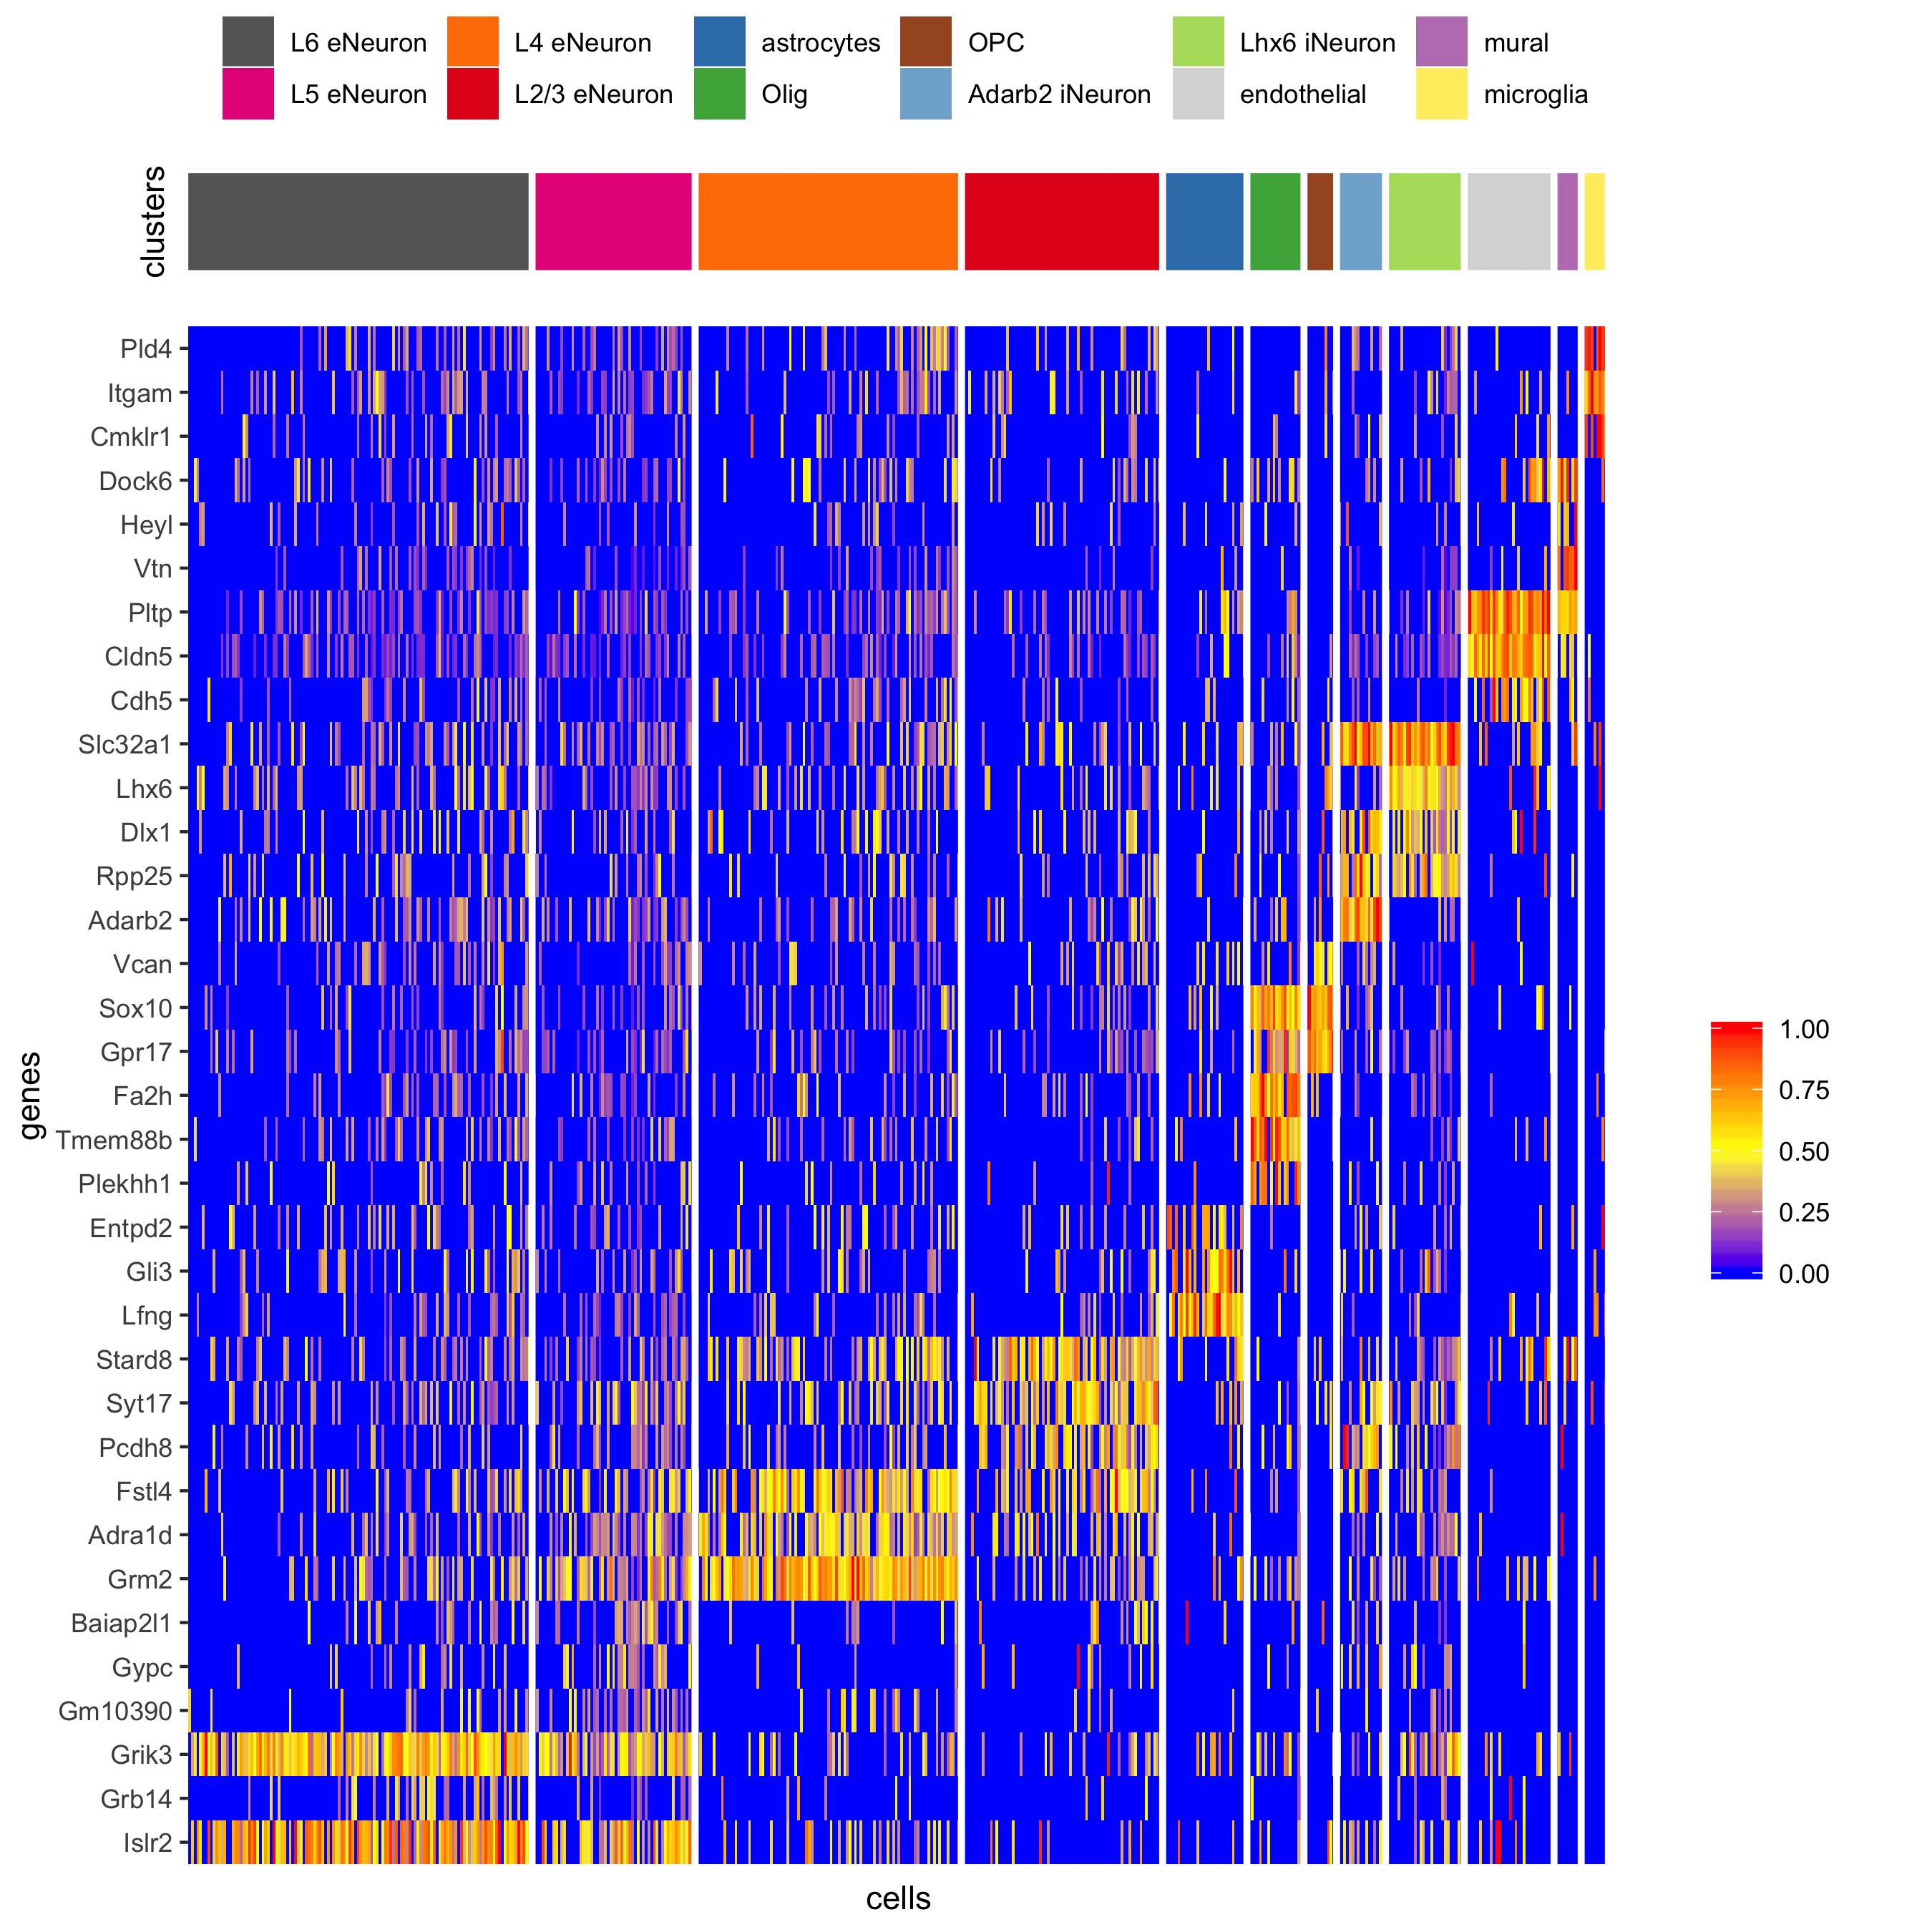 L6 eNeuron L4 eNeuron astrocytes OPC Lhx6 iNeuron mural
L5 eNeuron L2/3 eNeuron Olig Adarb2 iNeuron endothelial microglia
clusters
Pld4
Itgam
Cmklr1
Dock6
Heyl
Vtn
Pltp
Cldn5
Cdh5
Slc32a1
Lhx6
Dlx1
Rpp25
Adarb2
Vcan
Sox10
Gpr17
Fa2h
Tmem88b
Plekhh1
Entpd2
Gli3
Lfng
Stard8
Syt17
Pcdh8
Fstl4
Adra1d
Grm2
Baiap2l1
Gypc
Gm10390
Grik3
Grb14
Islr2
genes
cells
1.00
0.75
0.50
0.25
0.00